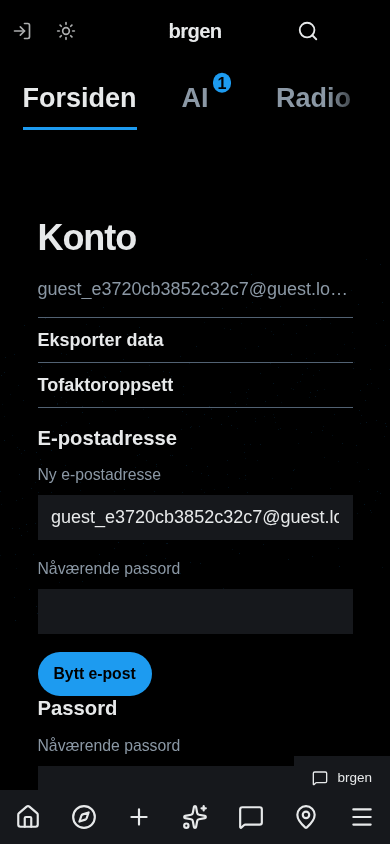 brgen
Forsiden AI 1 Radio
Konto
guest_e3720cb3852c32c7@guest.lo…
Eksporter data
Tofaktoroppsett
E-postadresse
Ny e-postadresse
guest_e3720cb3852c32c7@guest.lc
Nåværende passord
Bytt e-post
Passord
Nåværende passord
brgen